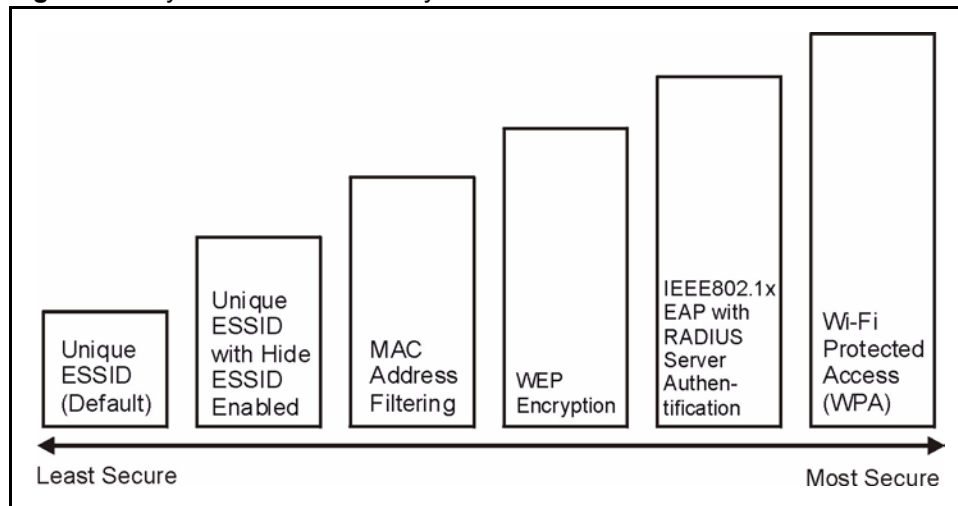 Unique
ESSID
(Default)
Unique
ESSID
with Hide
ESSID
Enabled
MAC
Address
Filtering
WEP
Encryption
IEEE802.1x
EAP with
RADIUS
Server
Authen-
tification
Wi-Fi
Protected
Access
(WPA)
Least Secure
Most Secure